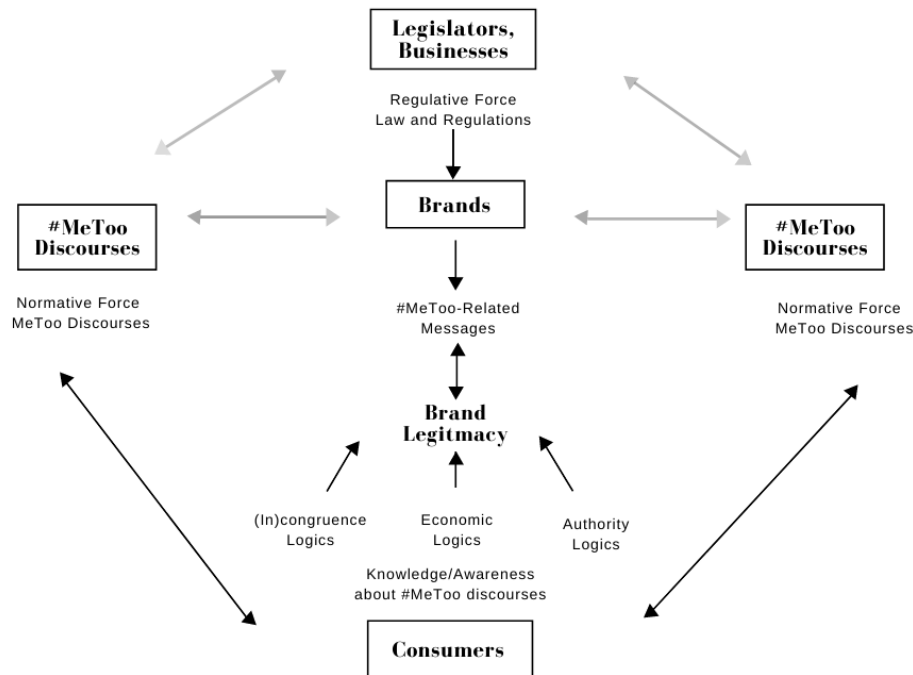 Legislators,
Businesses
Regulative Force
Law and Regulations
Brands
#MeToo
Discourses
#MeToo
Discourses
Normative Force
MeToo Discourses
#MeToo-Related
Messages
Normative Force
MeToo Discourses
Brand
Legitmacy
(In)congruence
Logics
Economic
Logics
Authority
Logics
Knowledge/Awareness
about #MeToo discourses
Consumers